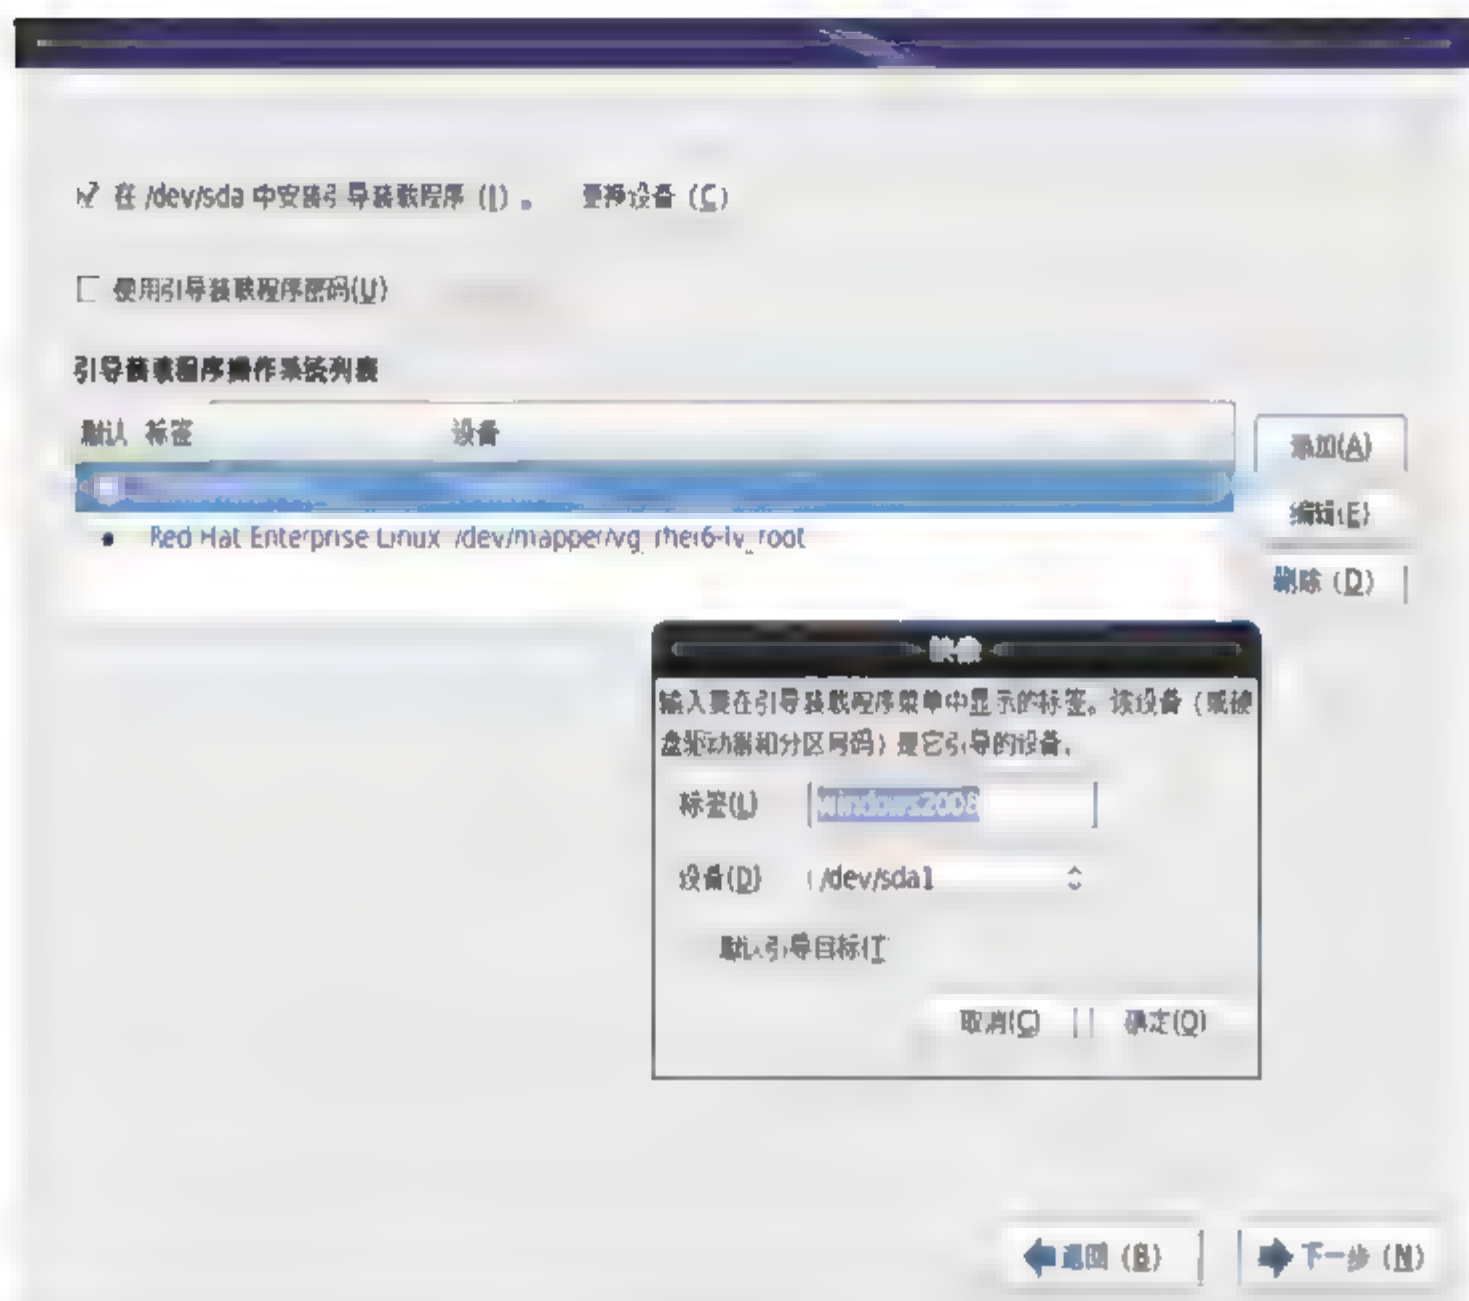 在 /dev/sda 中安装引导装载程序 (I) 。 更换设备 (C)
使用引导装载程序密码(U)
引导装载程序操作系统列表
默认 标签 设备
添加(A)
编辑(E)
Red Hat Enterprise Linux /dev/mapper/vg_rhel6-lv_root
删除 (D)
映像
输入要在引导装载程序菜单中显示的标签。该设备 (或硬
盘驱动器和分区号码) 是它引导的设备.
标签(L) windows2008
设备(D) /dev/sda1
默认引导目标(T
取消(C) 确定(O)
返回 (B) 下一步 (N)